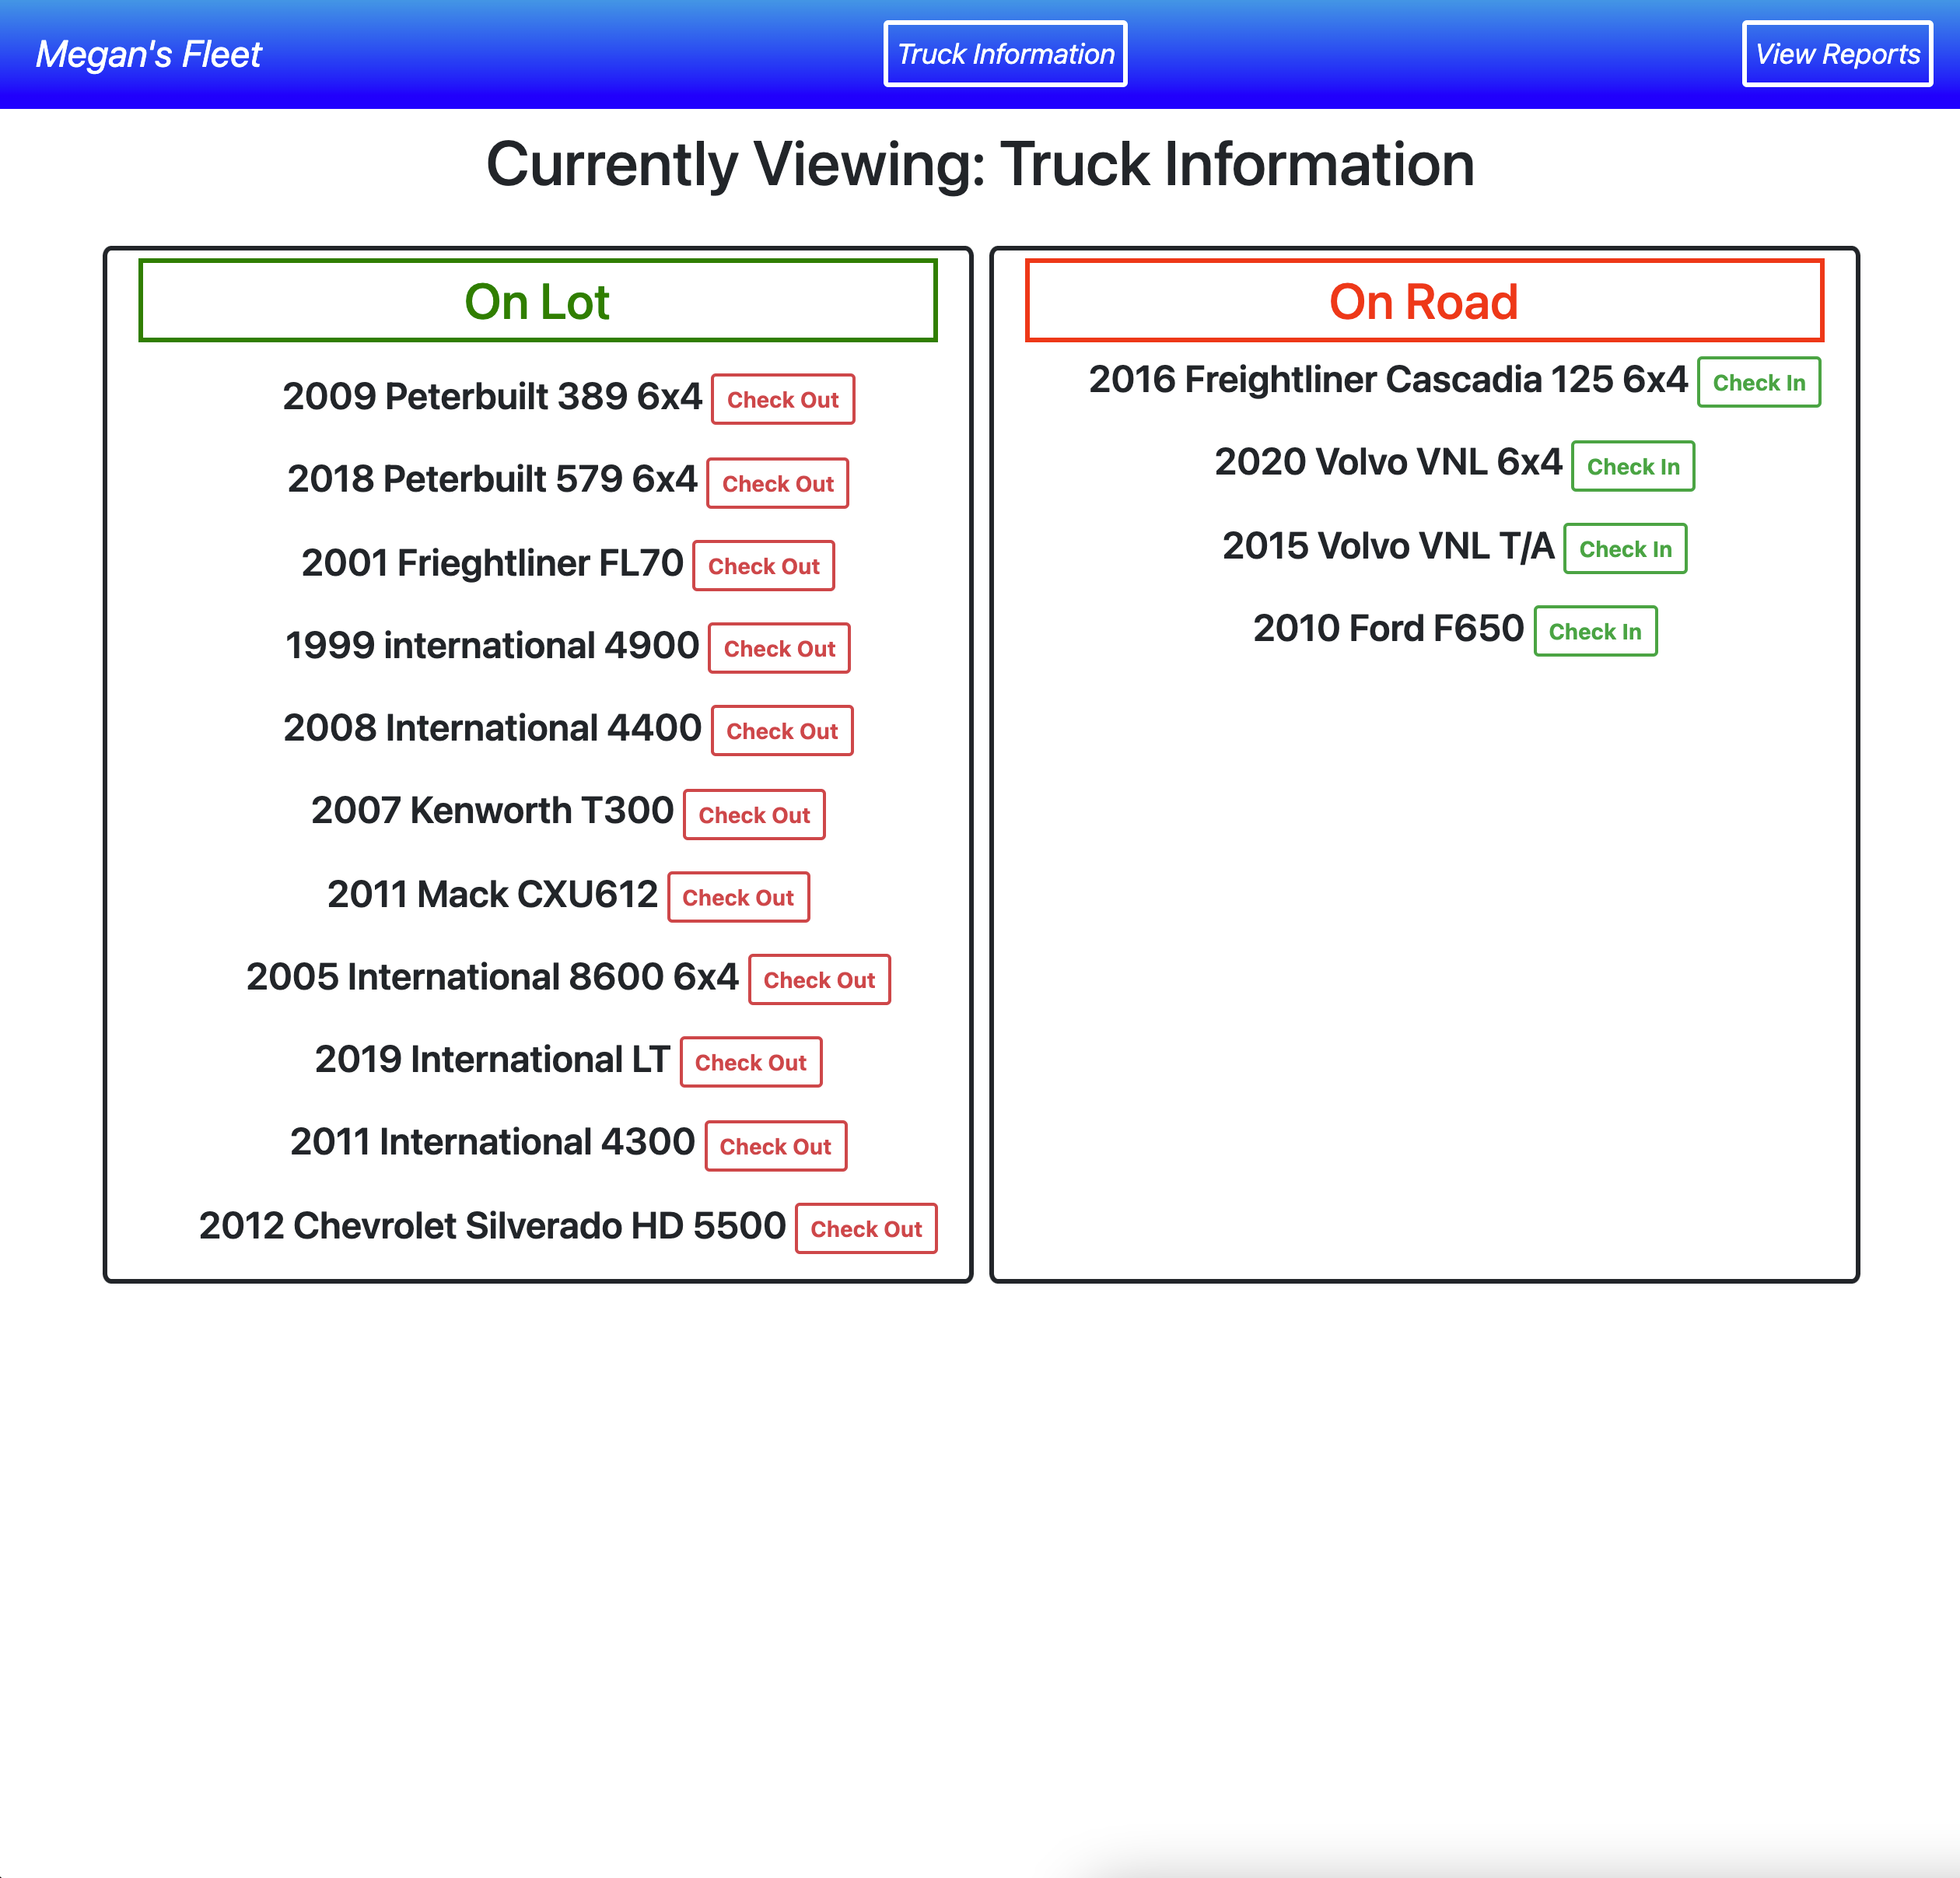 Megan's Fleet
Truck Information
View Reports
Currently Viewing: Truck Information
On Lot
2009 Peterbuilt 389 6x4 Check Out
2018 Peterbuilt 579 6x4 Check Out
2001 Frieghtliner FL70 Check Out
1999 international 4900 Check Out
2008 International 4400 Check Out
2007 Kenworth T300 Check Out
2011 Mack CXU612 Check Out
2005 International 8600 6x4 Check Out
2019 International LT Check Out
2011 International 4300 Check Out
2012 Chevrolet Silverado HD 5500 Check Out
On Road
2016 Freightliner Cascadia 125 6x4 Check In
2020 Volvo VNL 6x4 Check In
2015 Volvo VNL T/A Check In
2010 Ford F650 Check In